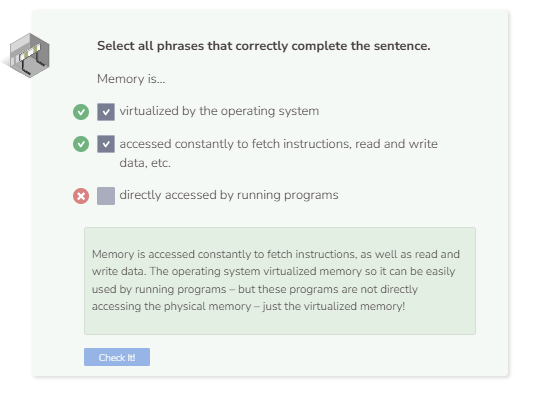 Select all phrases that correctly complete the sentence.
Memory is...
virtualized by the operating system
accessed constantly to fetch instructions, read and write
data, etc.
directly accessed by running programs
Memory is accessed constantly to fetch instructions, as well as read and
write data. The operating system virtualized memory so it can be easily
used by running programs – but these programs are not directly
accessing the physical memory – just the virtualized memory!
Check It!